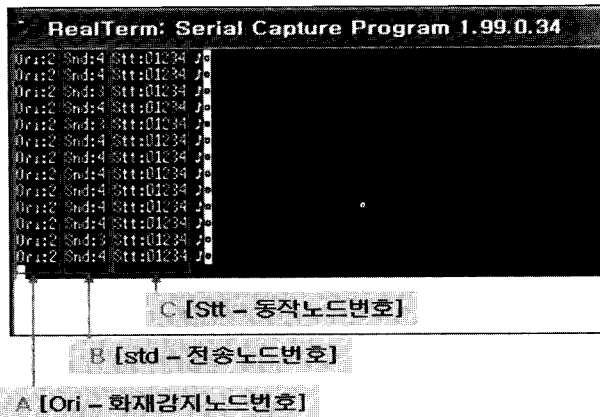 RealTerm: Serial Capture Program 1.99.0.34
Ori:2 Snd:4 Stt:01234 ♪
Ori:2 Snd:4 Stt:01234 ♪
Ori:2 Snd:3 Stt:01234 ♪
Ori:2 Snd:4 Stt:01234 ♪
Ori:2 Snd:3 Stt:01234 ♪
Ori:2 Snd:4 Stt:01234 ♪
Ori:2 Snd:4 Stt:01234 ♪
Ori:2 Snd:3 Stt:01234 ♪
Ori:2 Snd:4 Stt:01234 ♪
Ori:2 Snd:4 Stt:01234 ♪
Ori:2 Snd:4 Stt:01234 ♪
Ori:2 Snd:3 Stt:01234 ♪
Ori:2 Snd:4 Stt:01234 ♪
C [Stt – 동작노드번호]
B [std – 전송노드번호]
A [Ori – 화재감지노드번호]